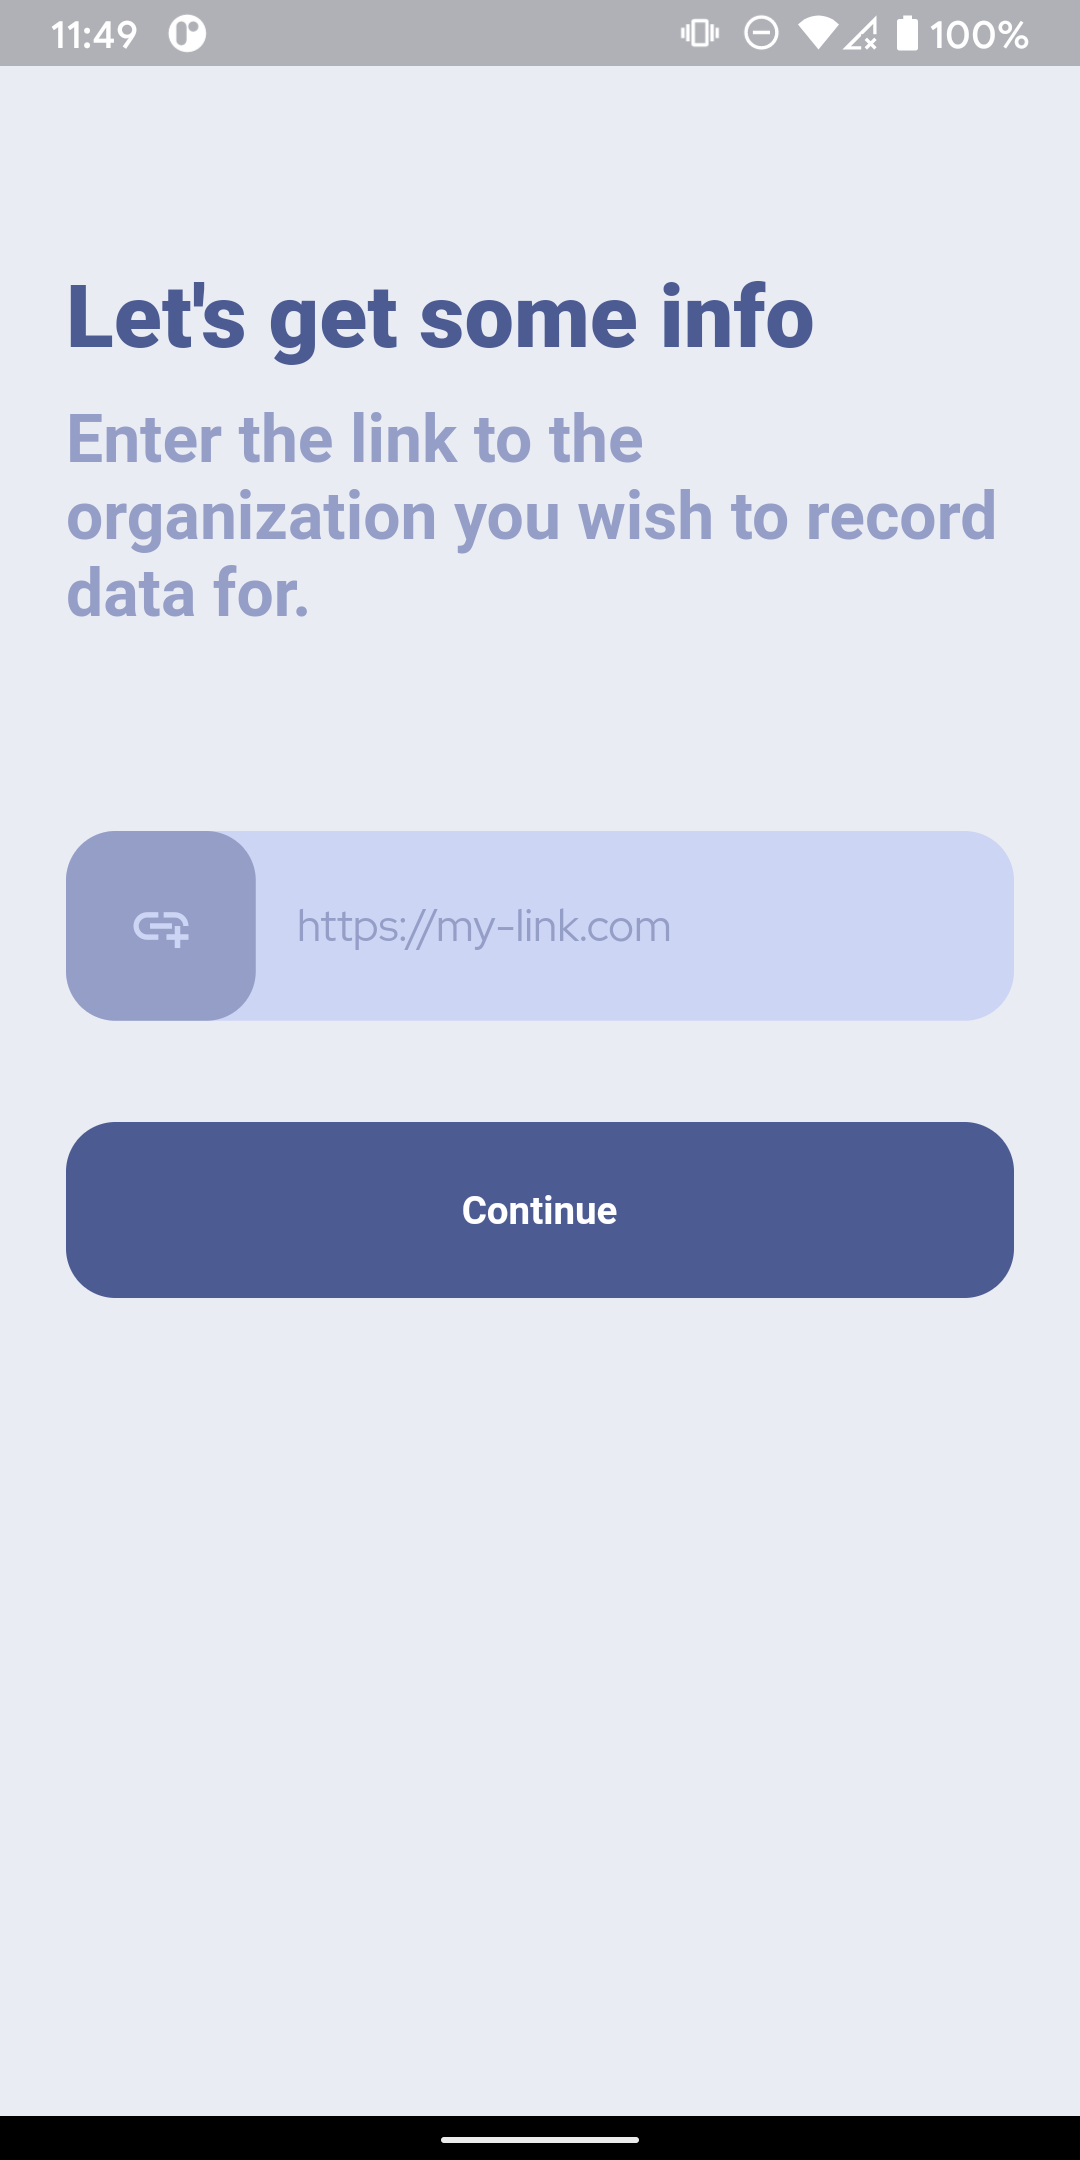 11:49
100%
Let's get some info
Enter the link to the
organization you wish to record
data for.
https://my-link.com
Continue